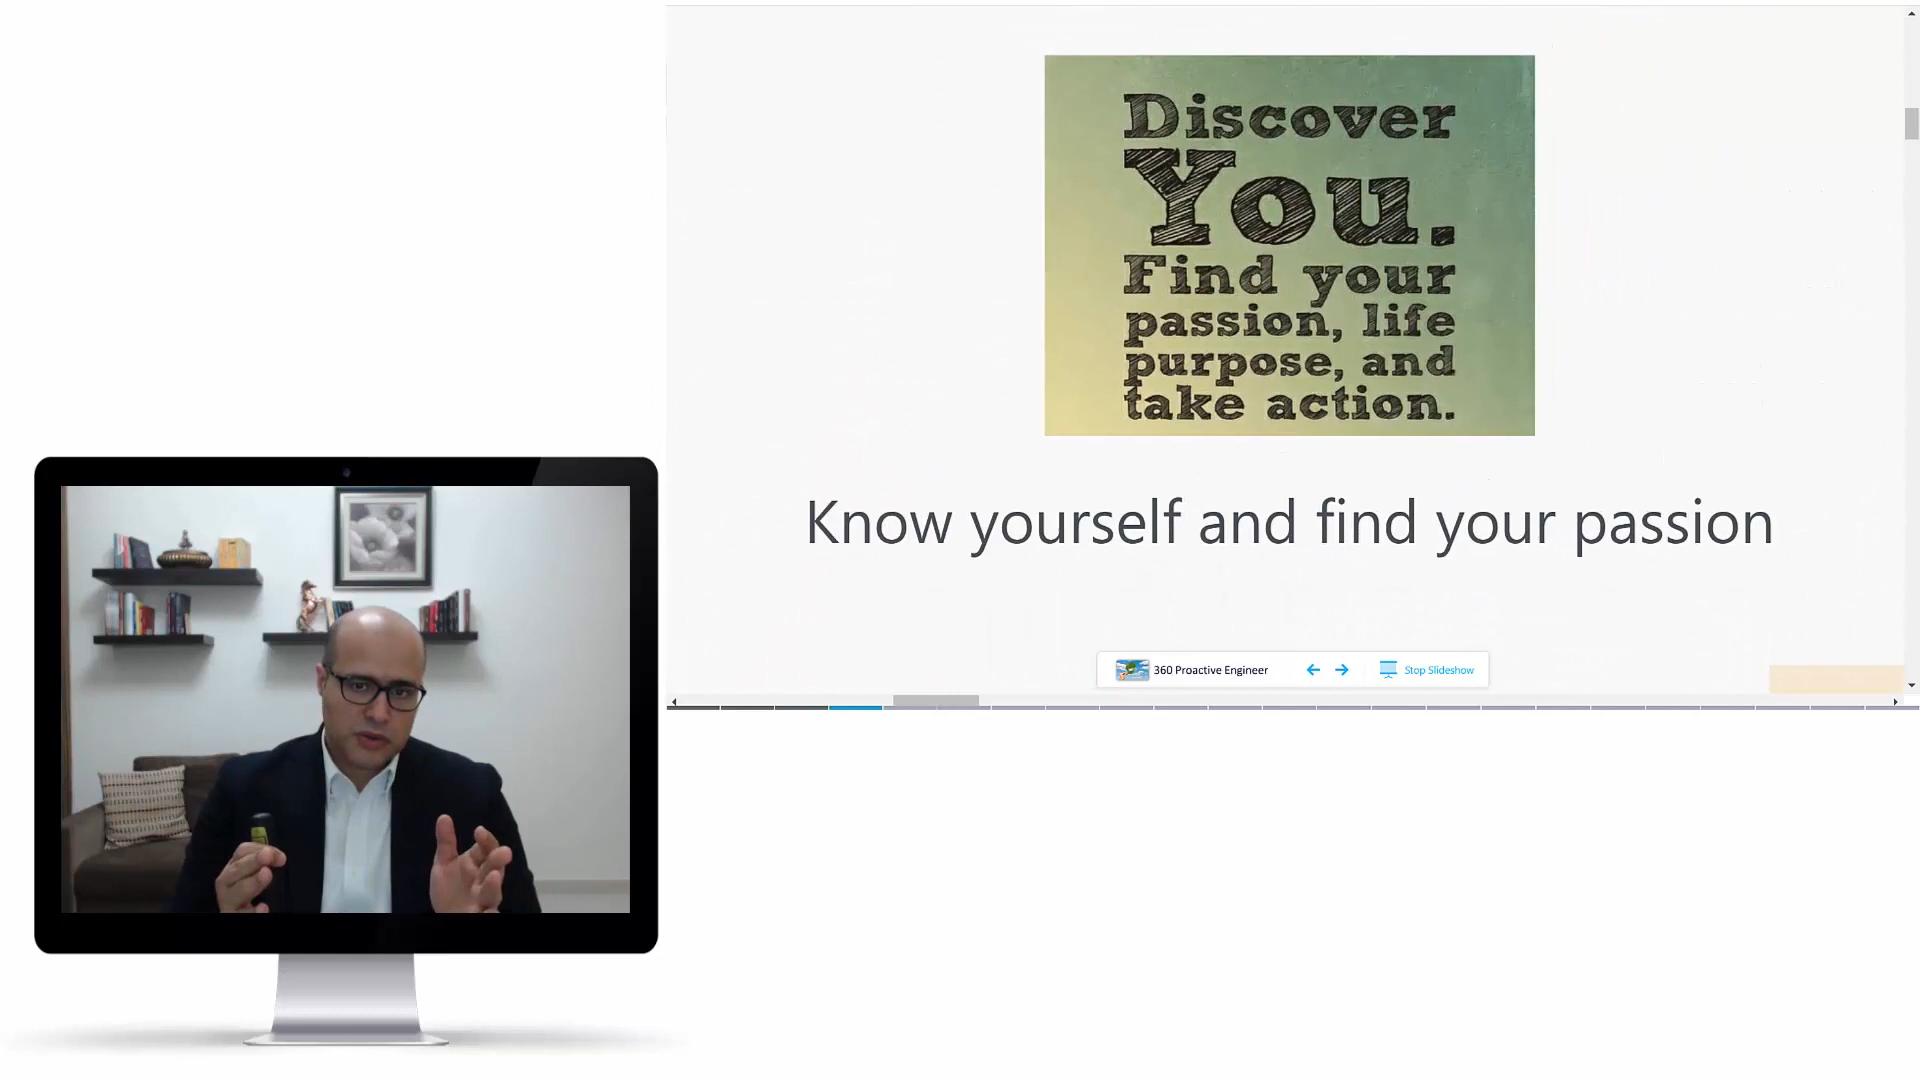 Discover
You.
Find your
passion, life
purpose, and
take action.
Know yourself and find your passion
360 Proactive Engineer
Stop Slideshow